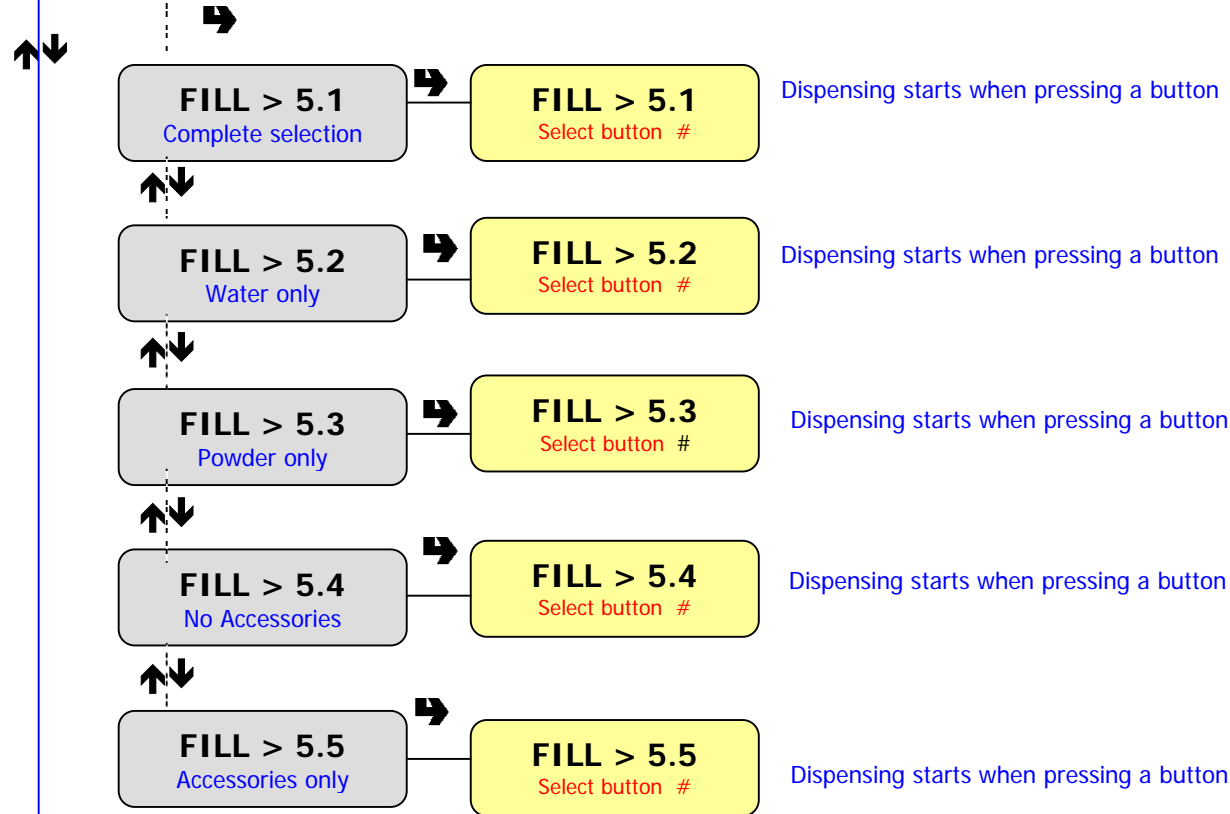 FILL > 5.1
Complete selection
FILL > 5.1
Select button #
Dispensing starts when pressing a button
FILL > 5.2
Water only
FILL > 5.2
Select button #
Dispensing starts when pressing a button
FILL > 5.3
Powder only
FILL > 5.3
Select button #
Dispensing starts when pressing a button
FILL > 5.4
No Accessories
FILL > 5.4
Select button #
Dispensing starts when pressing a button
FILL > 5.5
Accessories only
FILL > 5.5
Select button #
Dispensing starts when pressing a button